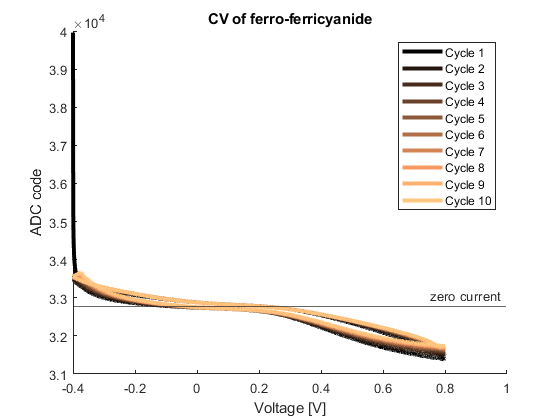 CV of ferro-ferricyanide
×10⁴
4
3.9
3.8
3.7
3.6
3.5
3.4
3.3
3.2
3.1
ADC code
Cycle 1
Cycle 2
Cycle 3
Cycle 4
Cycle 5
Cycle 6
Cycle 7
Cycle 8
Cycle 9
Cycle 10
zero current
-0.4 -0.2 0 0.2 0.4 0.6 0.8 1
Voltage [V]